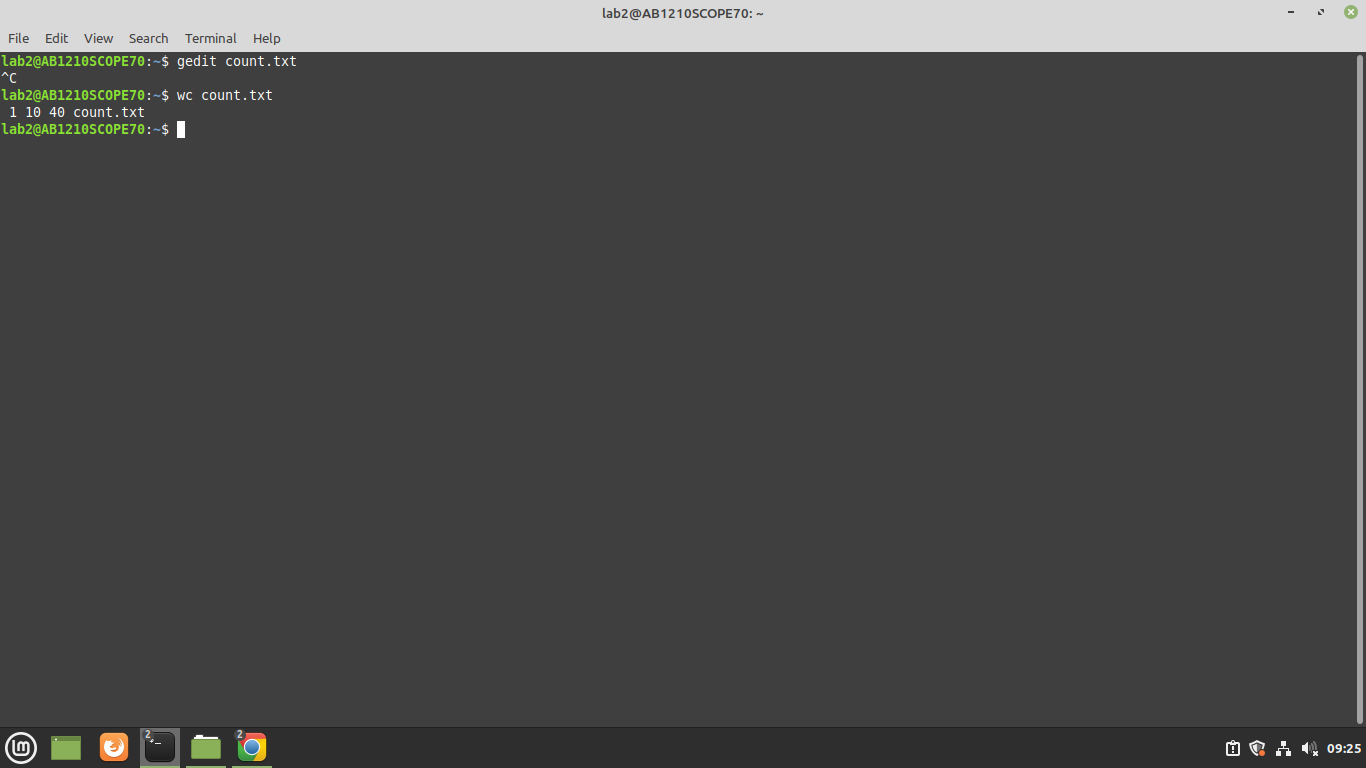 lab2@AB1210SCOPE70: ~
File Edit View Search Terminal Help
lab2@AB1210SCOPE70:~$ gedit count.txt
^C
lab2@AB1210SCOPE70:~$ wc count.txt
 1 10 40 count.txt
lab2@AB1210SCOPE70:~$
2 2 09:25